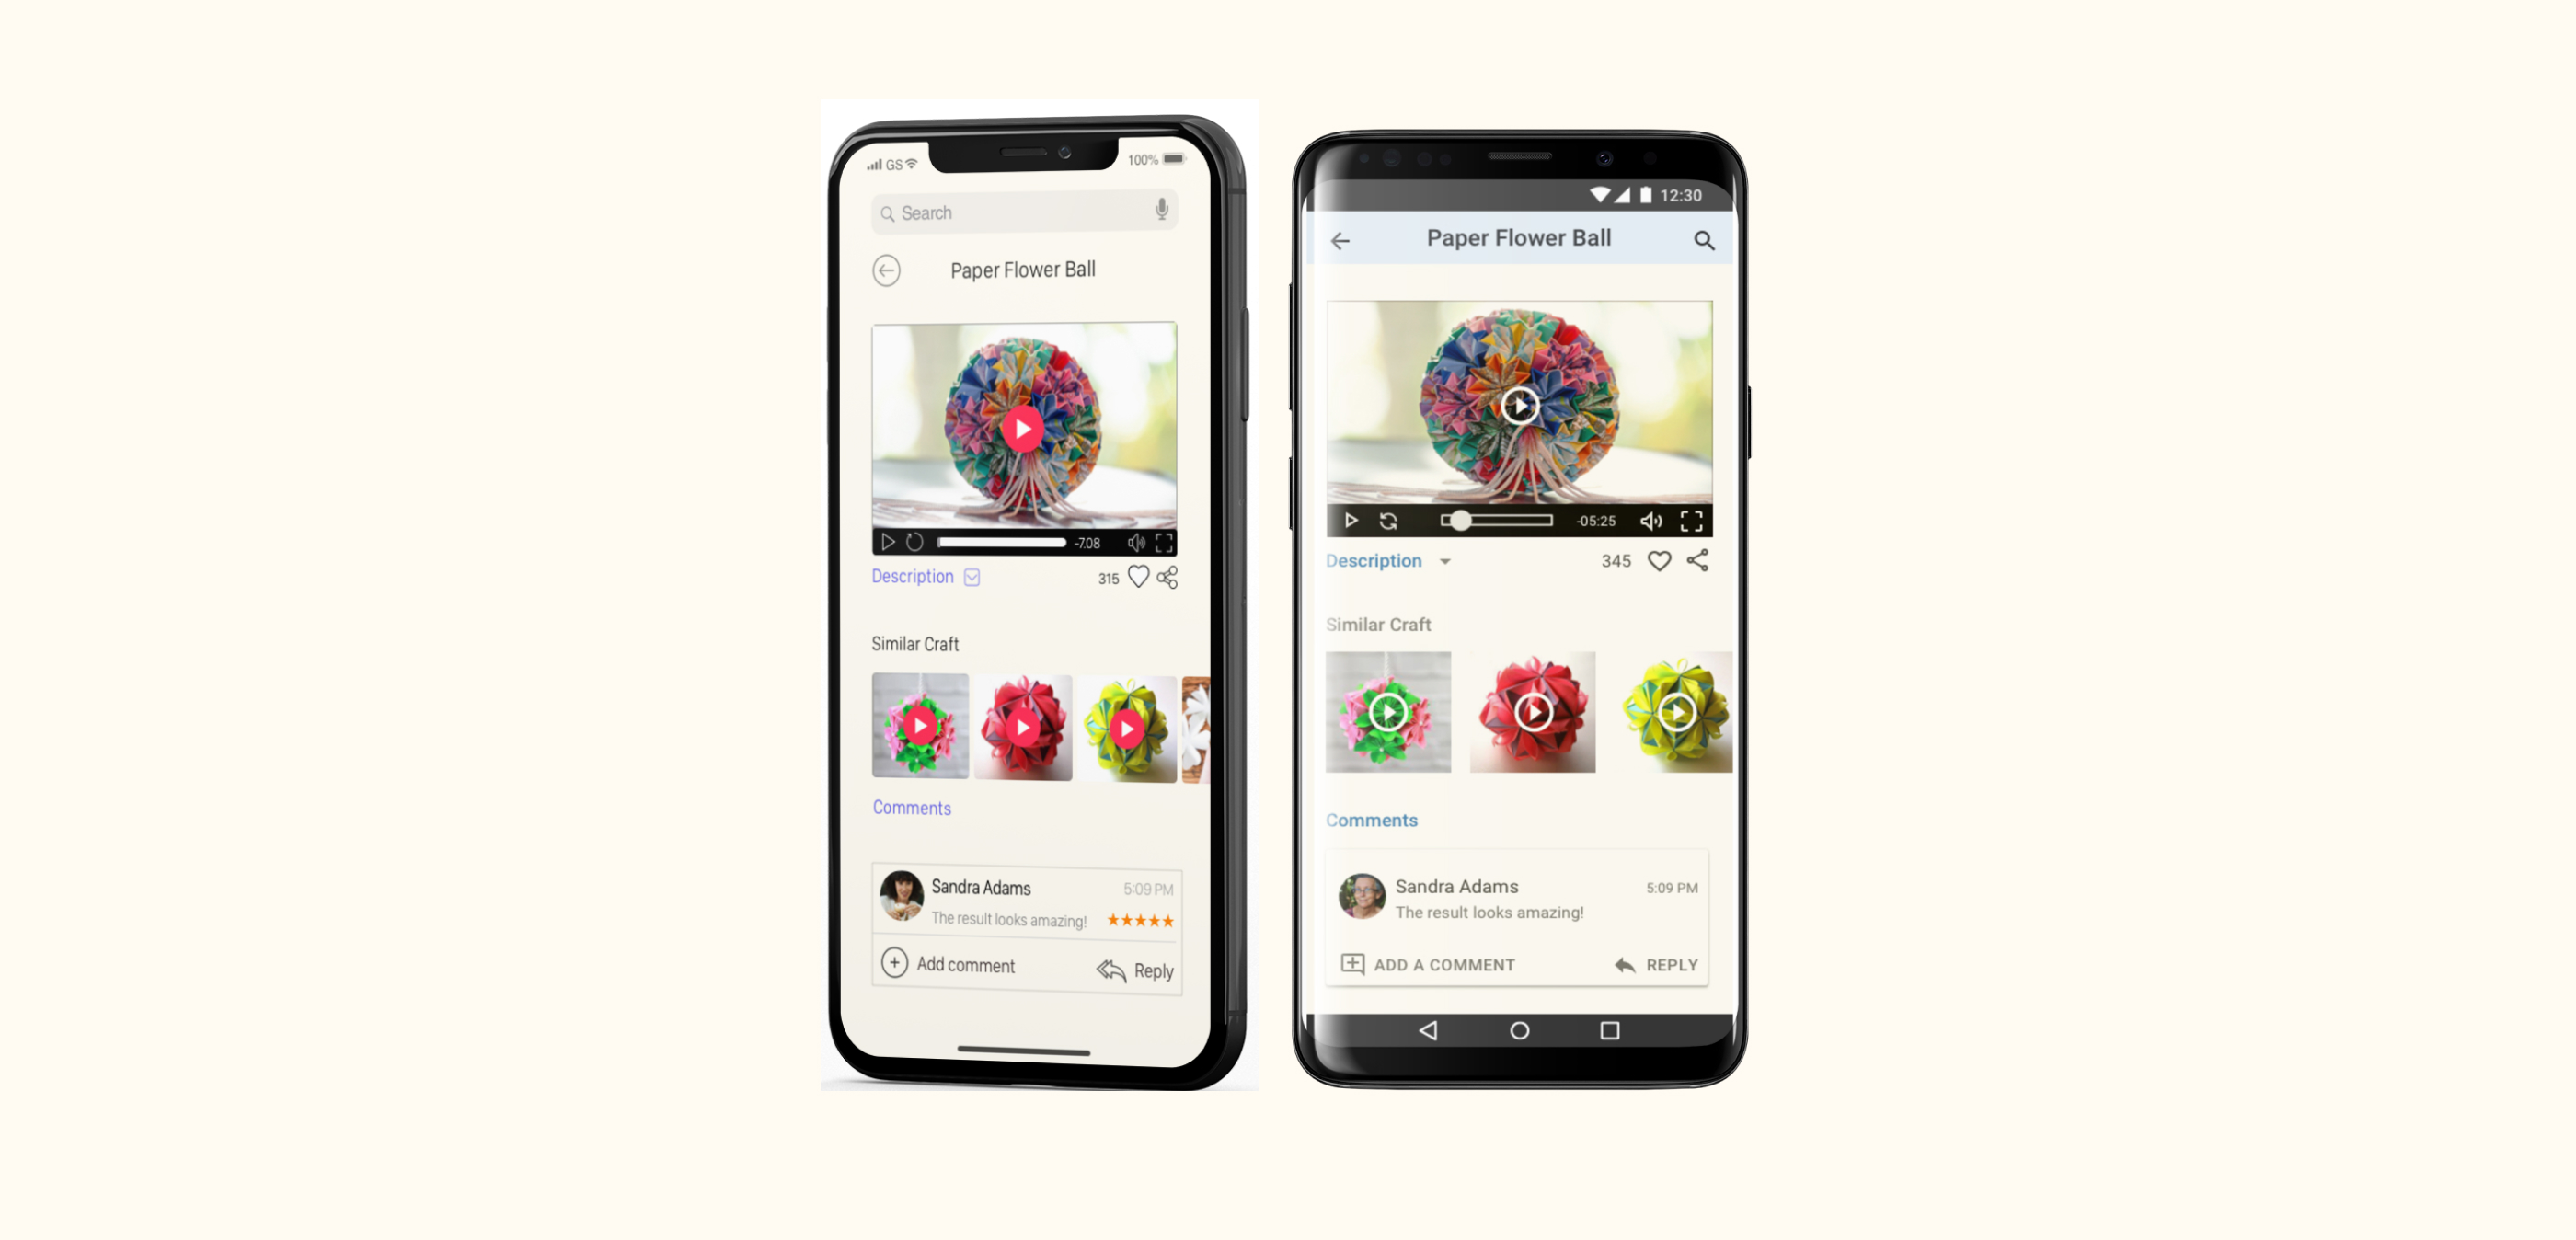 GS 100%
Search
Paper Flower Ball
-7.08
Description 315
Similar Craft
Comments
Sandra Adams 5:09 PM
The result looks amazing!
Add comment Reply
12:30
Paper Flower Ball
-05:25
Description 345
Similar Craft
Comments
Sandra Adams 5:09 PM
The result looks amazing!
ADD A COMMENT REPLY